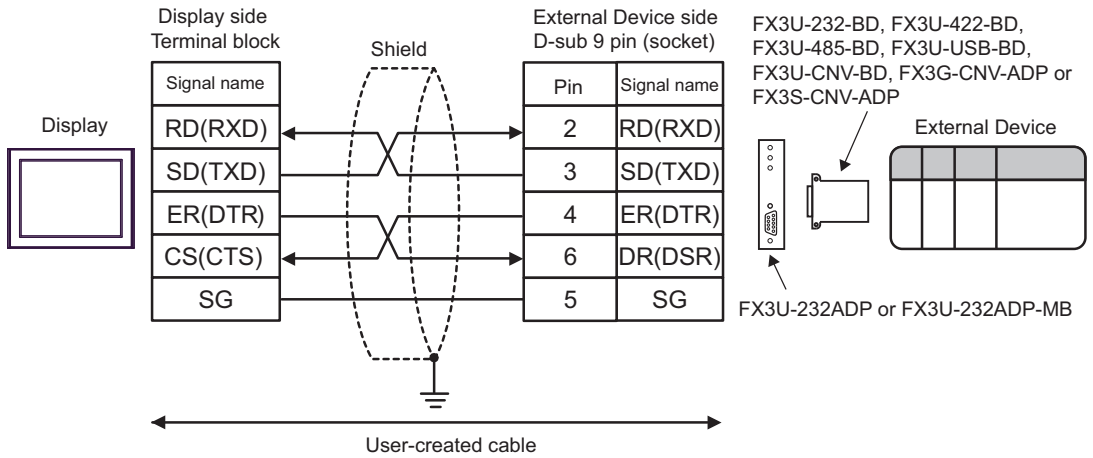 Display side
Terminal block
Shield
External Device side
D-sub 9 pin (socket)
FX3U-232-BD, FX3U-422-BD,
FX3U-485-BD, FX3U-USB-BD,
FX3U-CNV-BD, FX3G-CNV-ADP or
FX3S-CNV-ADP
Display
External Device
Signal name
Pin
Signal name
RD(RXD)
2
RD(RXD)
SD(TXD)
3
SD(TXD)
ER(DTR)
4
ER(DTR)
CS(CTS)
6
DR(DSR)
SG
5
SG
FX3U-232ADP or FX3U-232ADP-MB
User-created cable